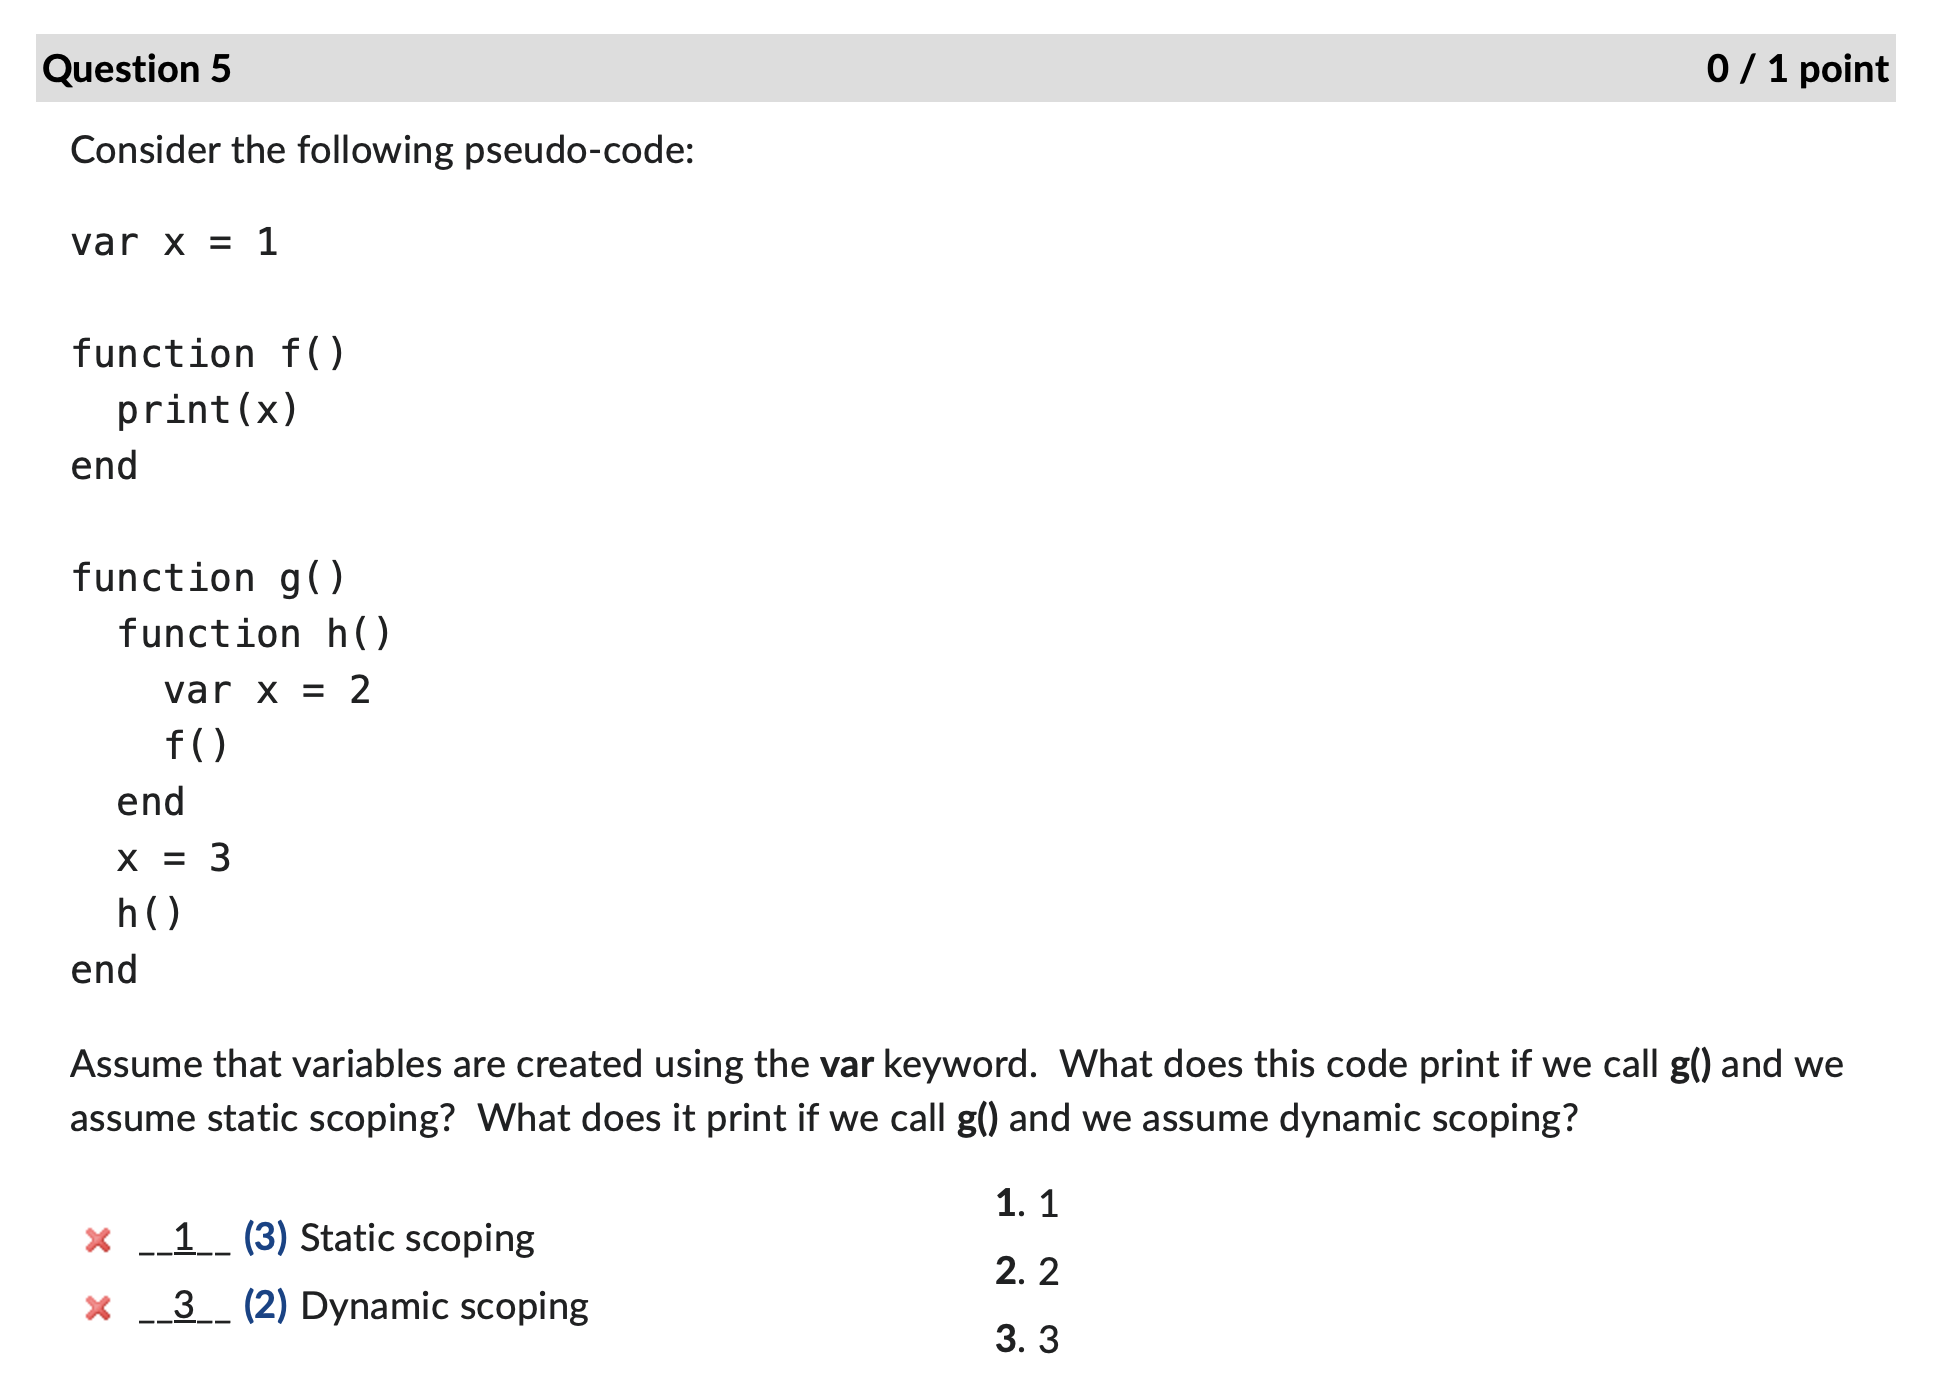 Question 5 0 / 1 point
Consider the following pseudo-code:
var x = 1
function f()
  print(x)
end
function g()
  function h()
    var x = 2
    f()
  end
  x = 3
  h()
end
Assume that variables are created using the var keyword.  What does this code print if we call g() and we
assume static scoping?  What does it print if we call g() and we assume dynamic scoping?
__1__ (3) Static scoping
__3__ (2) Dynamic scoping
1. 1
2. 2
3. 3